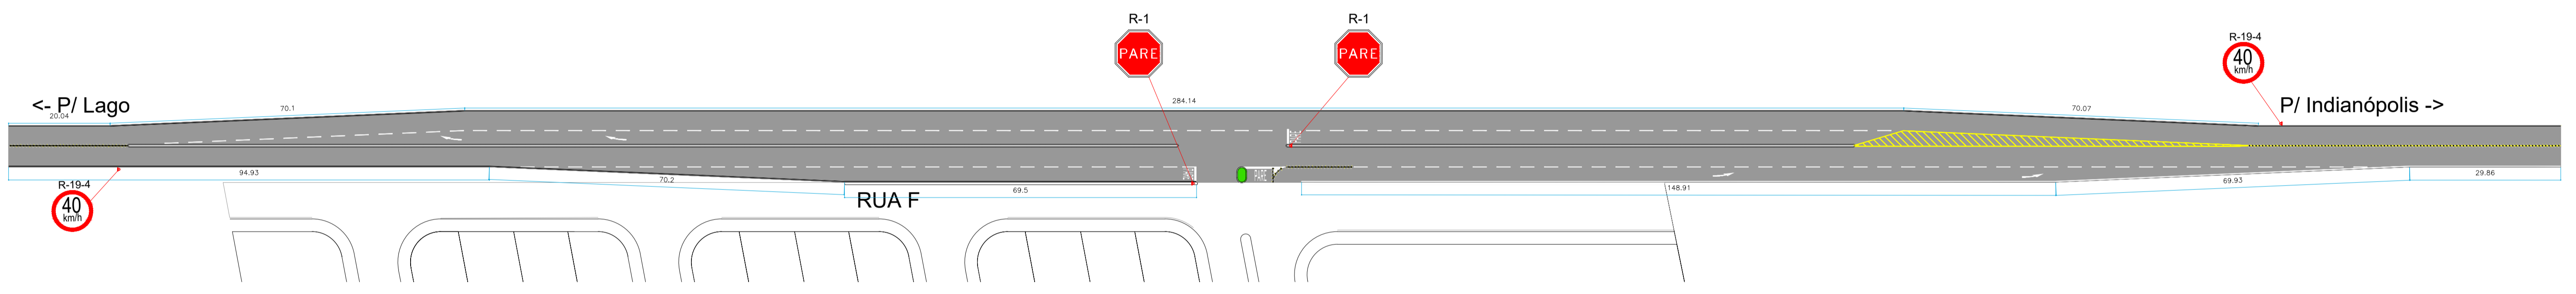 R-1
R-1
PARE
PARE
R-19-4
40
km/h
<- P/ Lago
P/ Indianópolis ->
20.04
70.1
284.14
70.07
94.93
70.2
69.5
148.91
69.93
29.86
R-19-4
40
km/h
RUA F